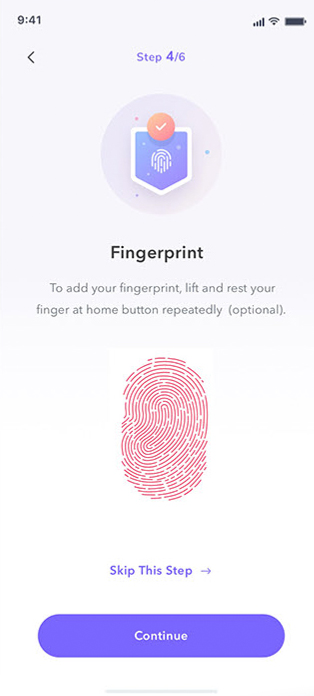 9:41
Step 4/6
Fingerprint
To add your fingerprint, lift and rest your
finger at home button repeatedly (optional).
Skip This Step →
Continue